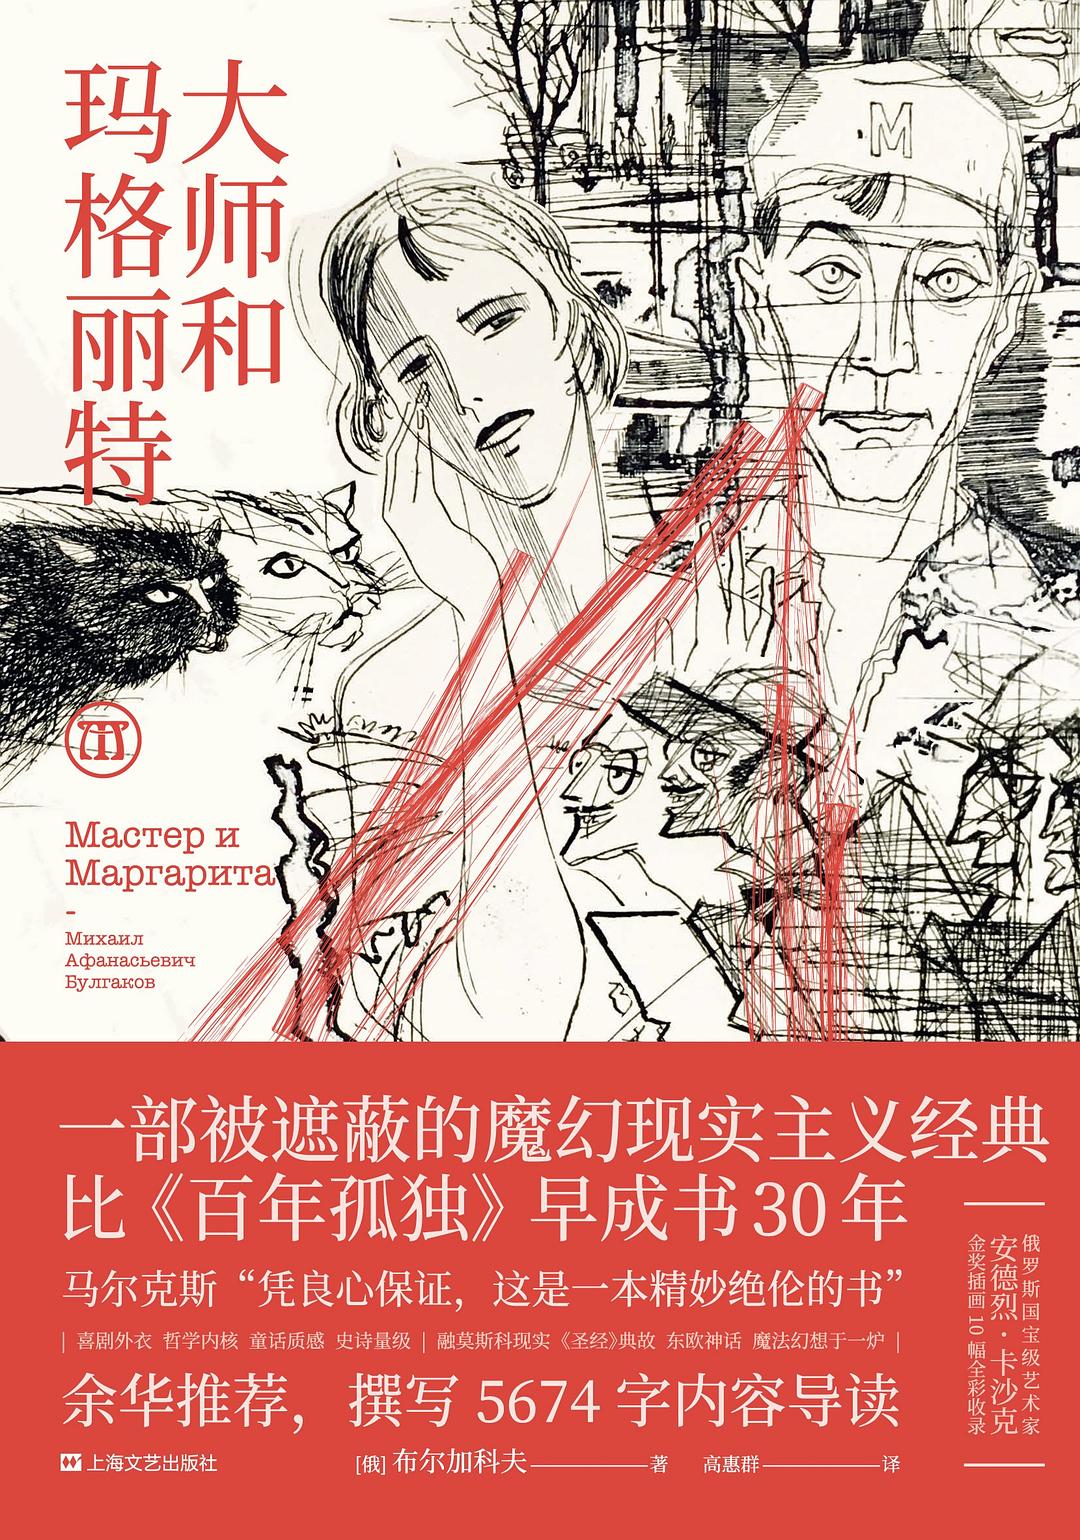 大师和
玛格丽特
M
Мастер и
Маргарита
-
Михаил
Афанасьевич
Булгаков
一部被遮蔽的魔幻现实主义经典
比《百年孤独》早成书30年
马尔克斯“凭良心保证，这是一本精妙绝伦的书”
| 喜剧外衣 哲学内核 童话质感 史诗量级 | 融莫斯科现实《圣经》典故 东欧神话 魔法幻想于一炉 |
余华推荐，撰写 5674 字内容导读
俄罗斯国宝级艺术家
安德烈·卡沙克
金奖插画 10 幅全彩收录
上海文艺出版社
[俄] 布尔加科夫————著 高惠群————译